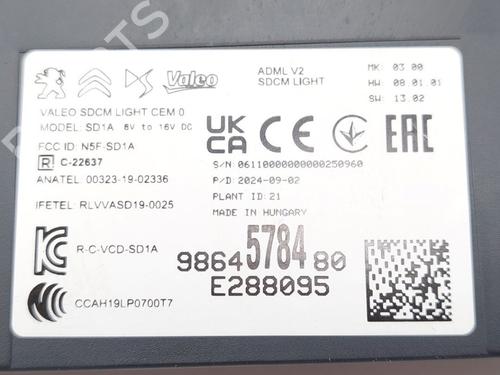 Valeo
ADML V2
SDCM LIGHT
MK: 03.00
HW: 08.01.01
SW: 13.02
VALEO SDCM LIGHT CEM 0
MODEL: SD1A 8V to 16V DC
FCC ID: N5F-SD1A
R C-22637
ANATEL: 00323-19-02336
IFETEL: RLVVASD19-0025
UK
CA
CE
EAC
S/N: 06110000000000250960
P/D: 2024-09-02
PLANT ID: 21
MADE IN HUNGARY
R-C-VCD-SD1A
CCAH19LP0700T7
9864578480
E288095